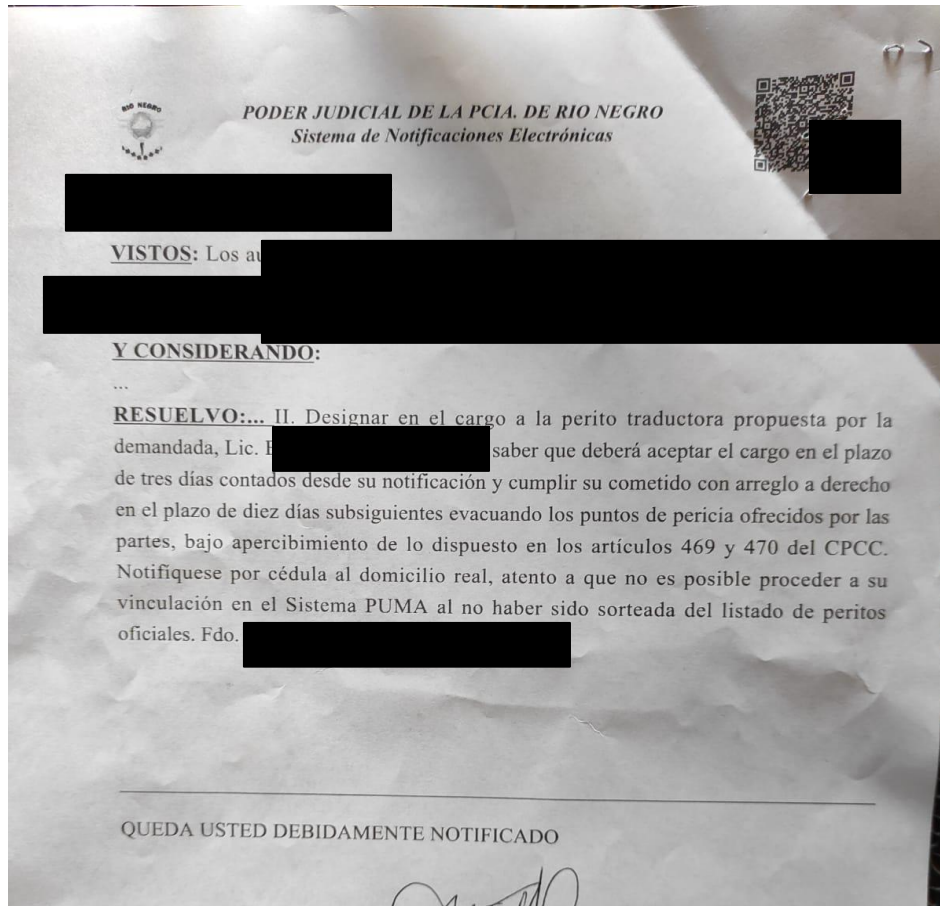 RIO NEGRO
PODER JUDICIAL DE LA PCIA. DE RIO NEGRO
Sistema de Notificaciones Electrónicas
VISTOS: Los
Y CONSIDERANDO:
...
RESUELVO:... II. Designar en el cargo a la perito traductora propuesta por la
demandada, Lic. saber que deberá aceptar el cargo en el plazo
de tres días contados desde su notificación y cumplir su cometido con arreglo a derecho
en el plazo de diez días subsiguientes evacuando los puntos de pericia ofrecidos por las
partes, bajo apercibimiento de lo dispuesto en los artículos 469 y 470 del CPCC.
Notifíquese por cédula al domicilio real, atento a que no es posible proceder a su
vinculación en el Sistema PUMA al no haber sido sorteada del listado de peritos
oficiales. Fdo.
QUEDA USTED DEBIDAMENTE NOTIFICADO